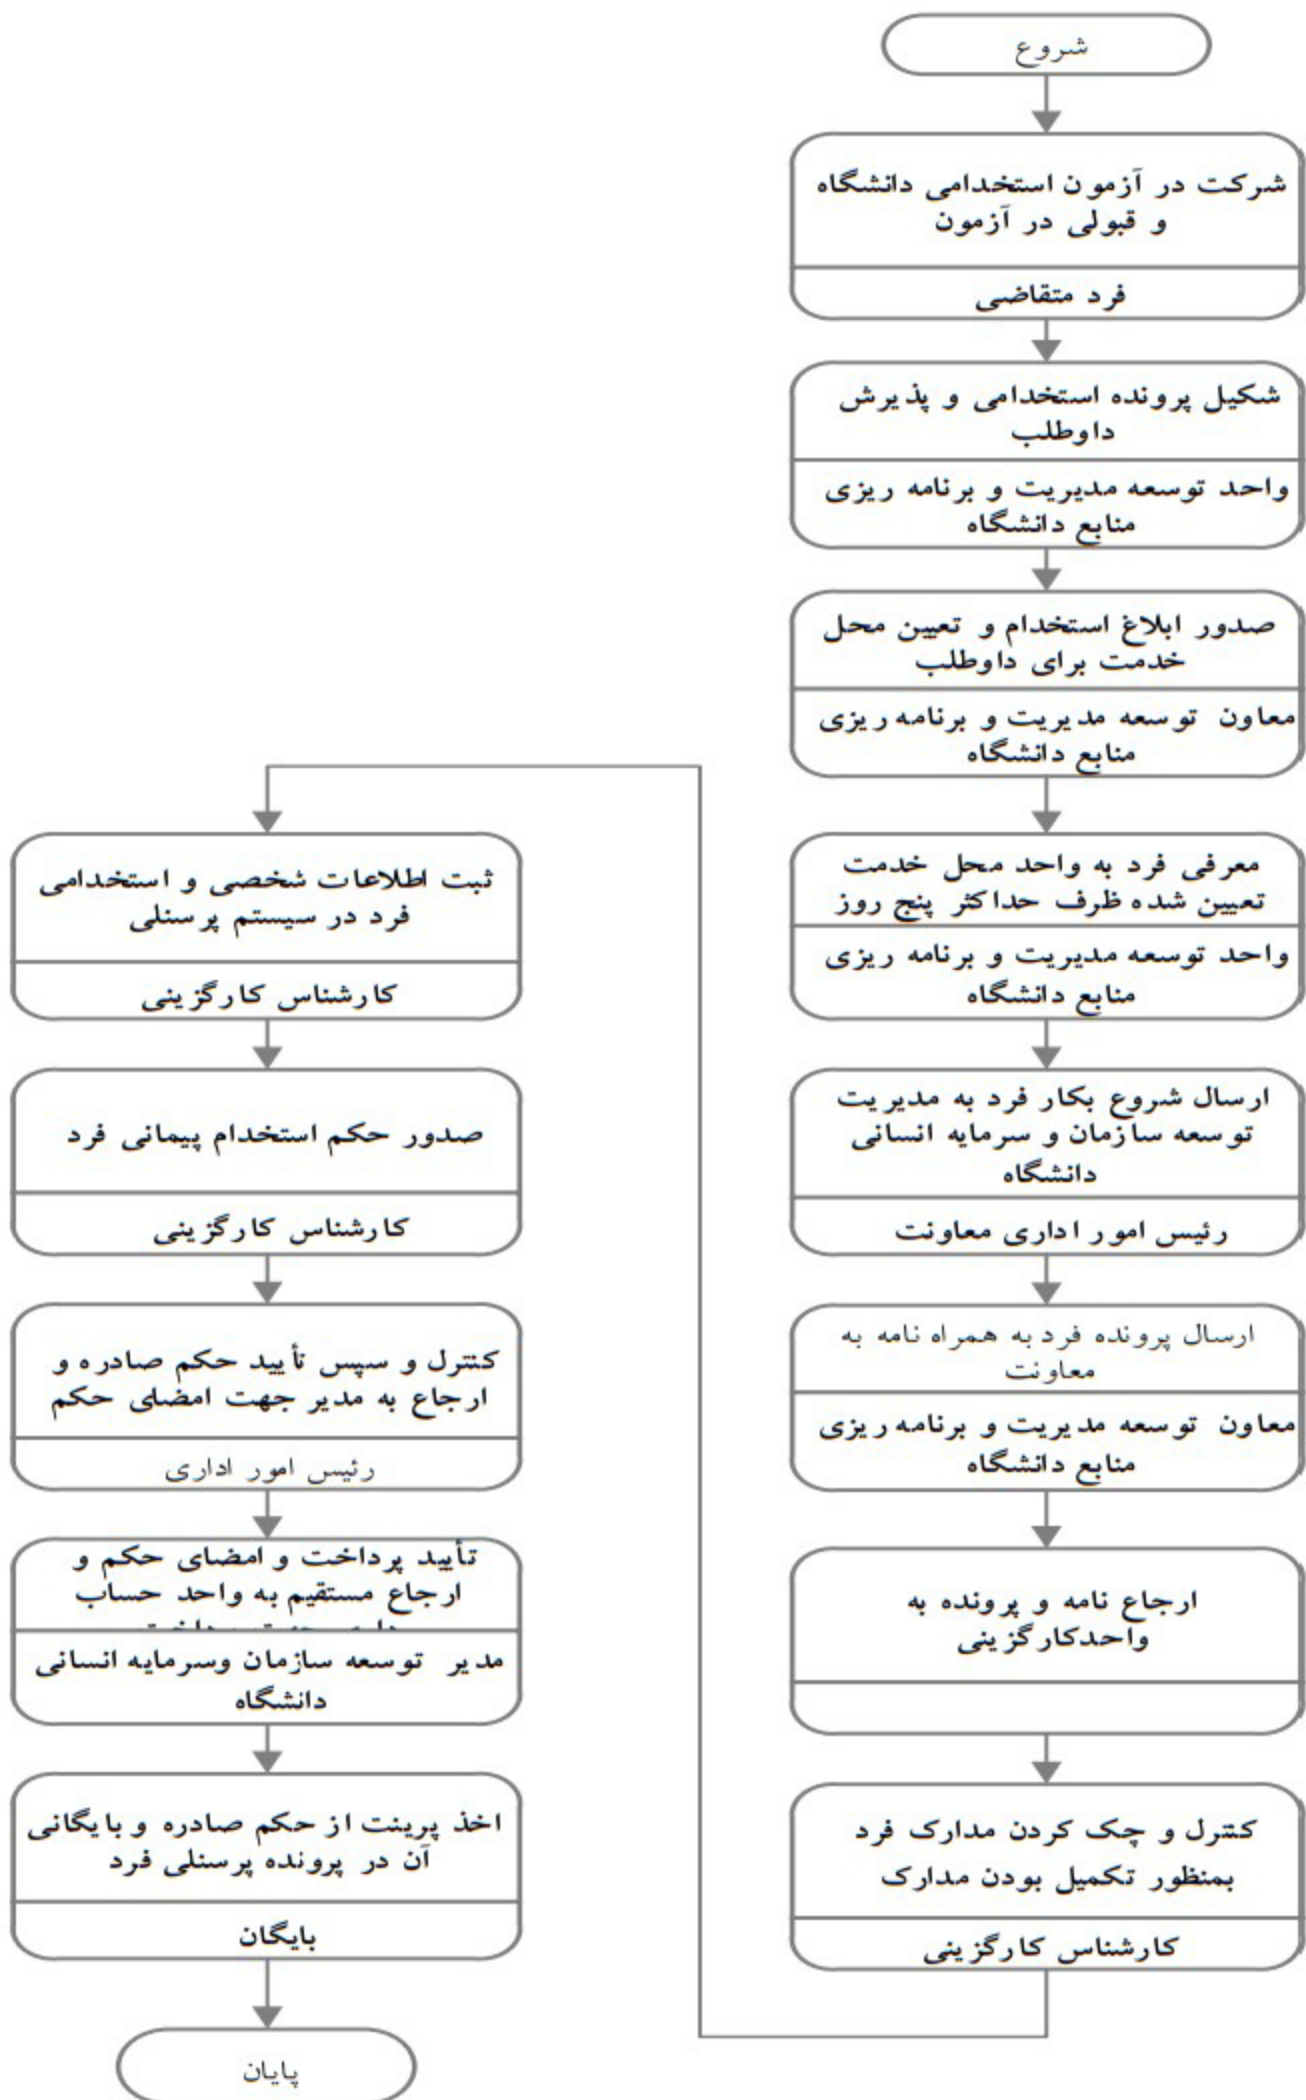 شروع
شرکت در آزمون استخدامی دانشگاه
و قبولی در آزمون
فرد متقاضی
شکیل پرونده استخدامی و پذیرش
داوطلب
واحد توسعه مدیریت و برنامه ریزی
منابع دانشگاه
صدور ابلاغ استخدام و تعیین محل
خدمت برای داوطلب
معاون توسعه مدیریت و برنامه ریزی
منابع دانشگاه
معرفی فرد به واحد محل خدمت
تعیین شده ظرف حداکثر پنج روز
واحد توسعه مدیریت و برنامه ریزی
منابع دانشگاه
ارسال شروع بکار فرد به مدیریت
توسعه سازمان و سرمایه انسانی
دانشگاه
رئیس امور اداری معاونت
ارسال پرونده فرد به همراه نامه به
معاونت
معاون توسعه مدیریت و برنامه ریزی
منابع دانشگاه
ارجاع نامه و پرونده به
واحدکارگزینی
کنترل و چک کردن مدارک فرد
بمنظور تکمیل بودن مدارک
کارشناس کارگزینی
ثبت اطلاعات شخصی و استخدامی
فرد در سیستم پرسنلی
کارشناس کارگزینی
صدور حکم استخدام پیمانی فرد
کارشناس کارگزینی
کنترل و سپس تأیید حکم صادره و
ارجاع به مدیر جهت امضای حکم
رئیس امور اداری
تأیید پرداخت و امضای حکم و
ارجاع مستقیم به واحد حساب
مدیر توسعه سازمان وسرمایه انسانی
دانشگاه
اخذ پرینت از حکم صادره و بایگانی
آن در پرونده پرسنلی فرد
بایگان
پایان